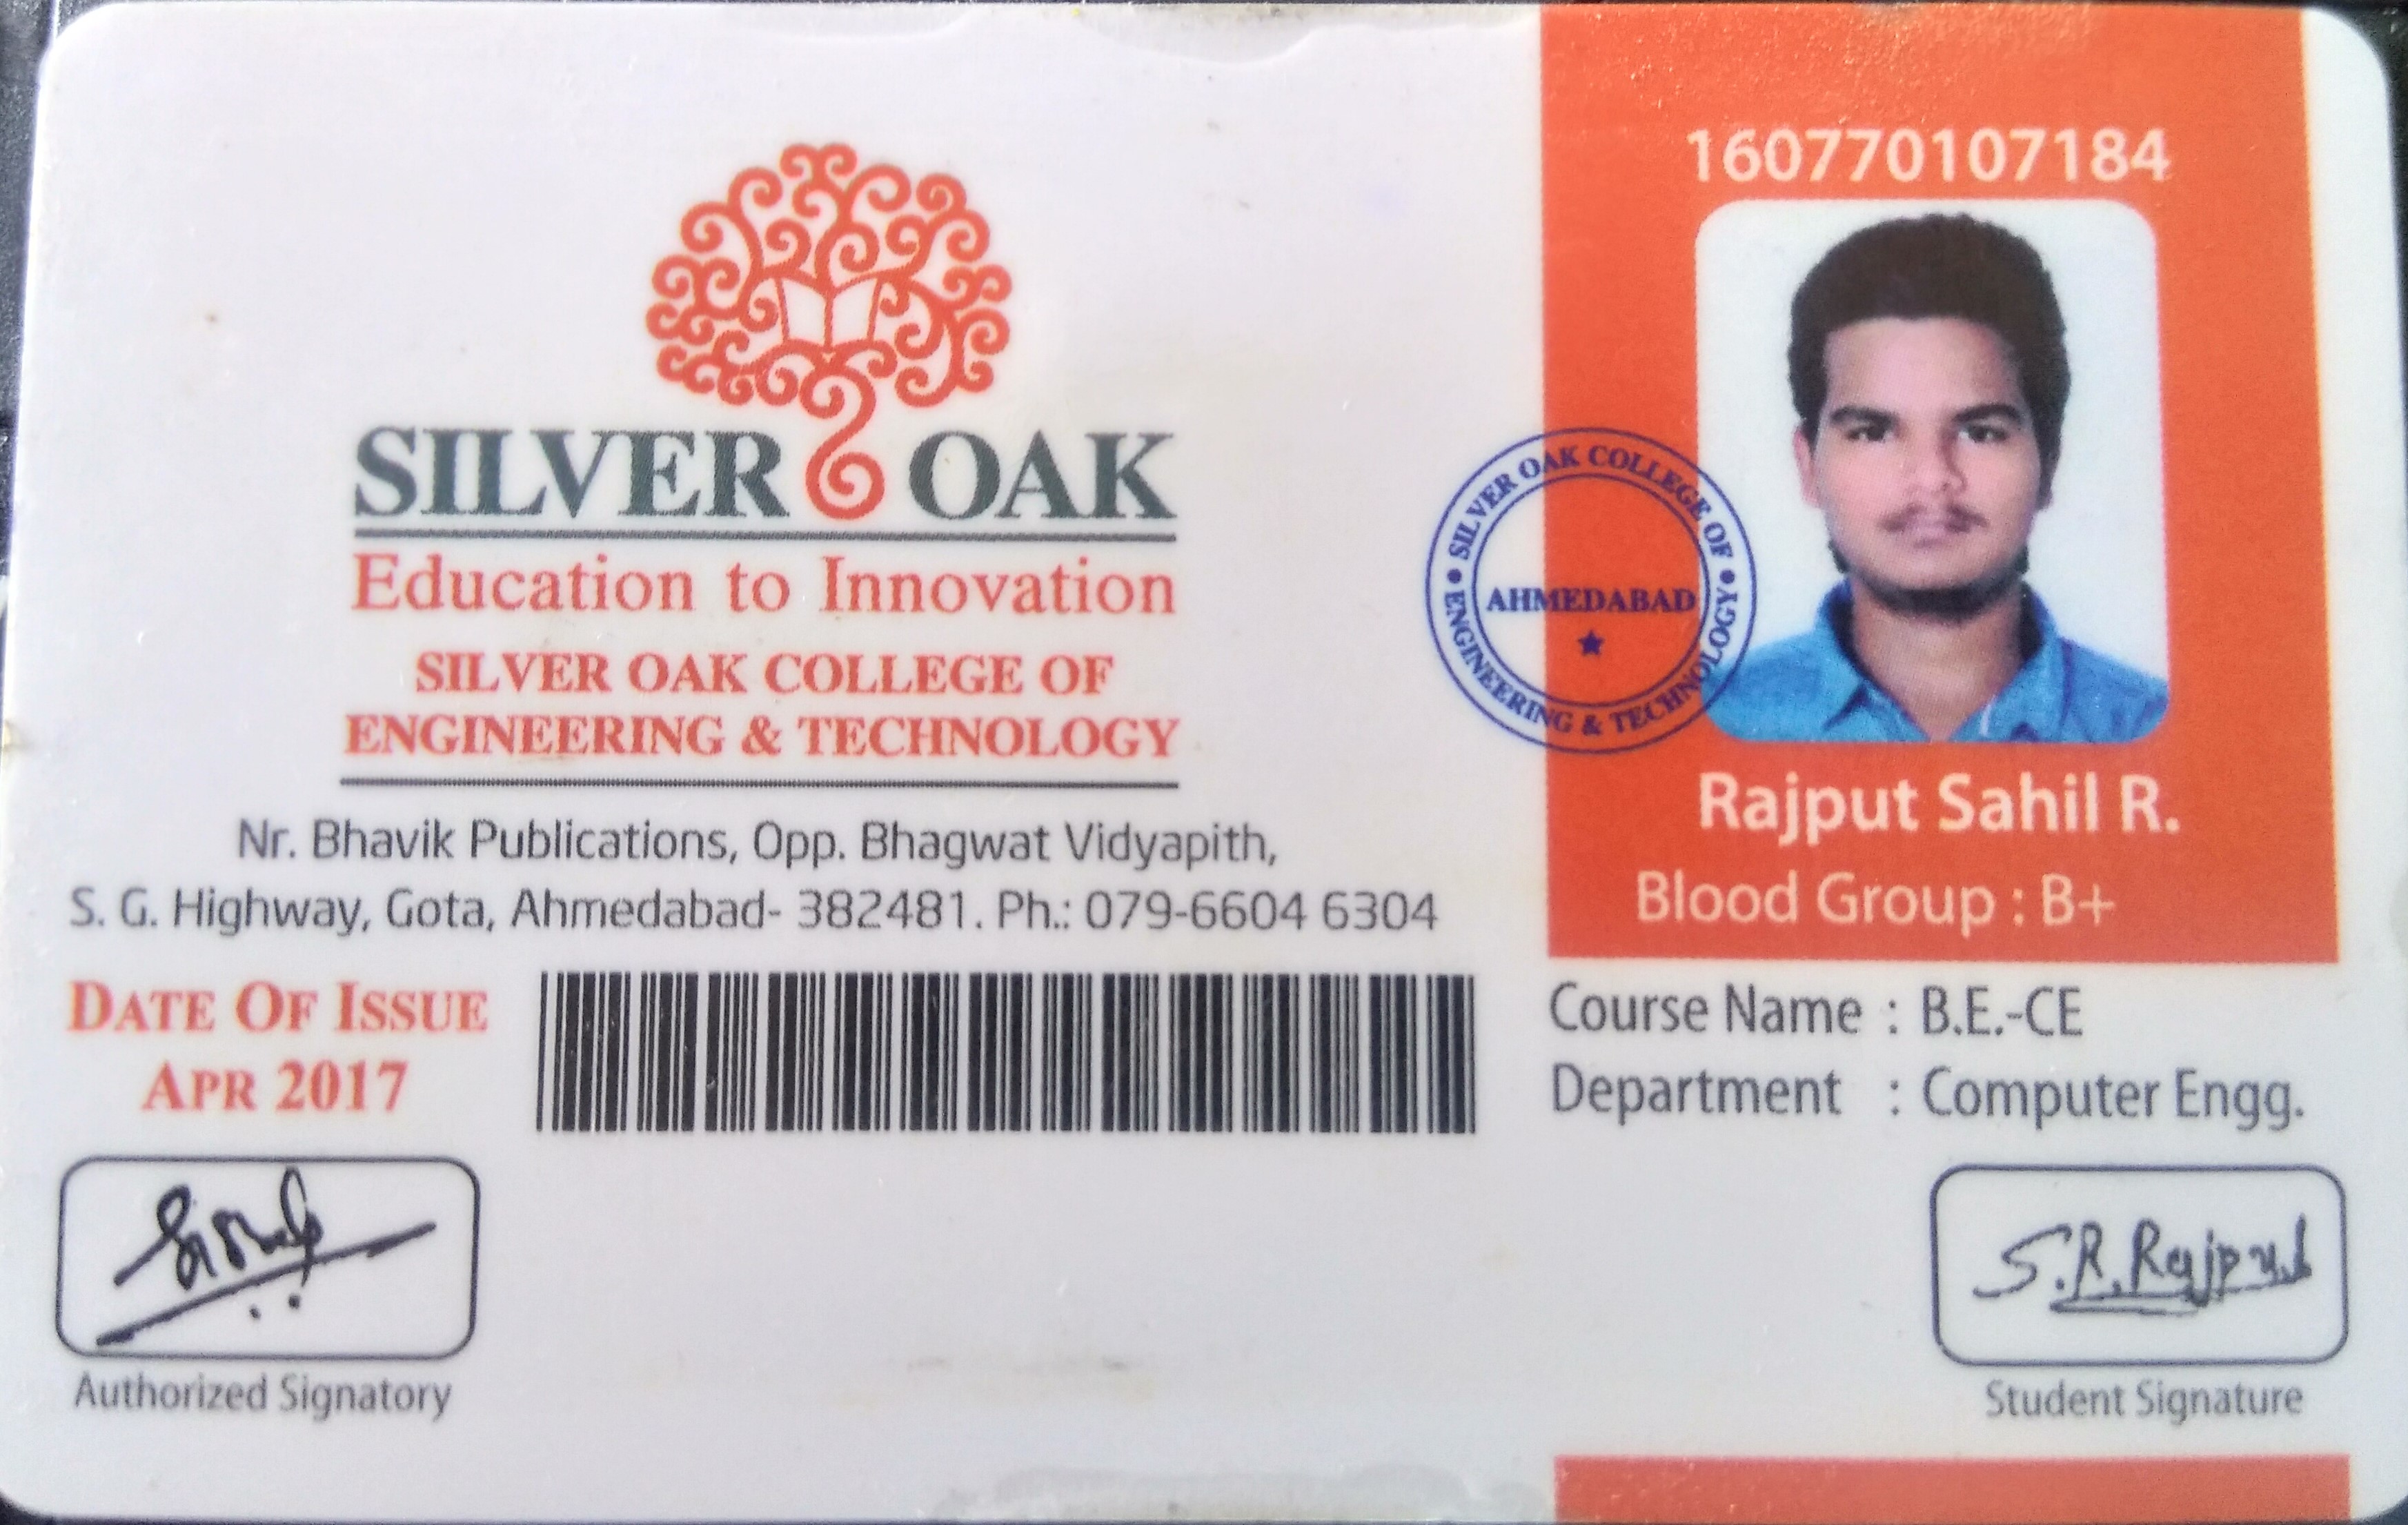 SILVER OAK
Education to Innovation
SILVER OAK COLLEGE OF
ENGINEERING & TECHNOLOGY
Nr. Bhavik Publications, Opp. Bhagwat Vidyapith,
S. G. Highway, Gota, Ahmedabad- 382481. Ph.: 079-6604 6304
DATE OF ISSUE
APR 2017
Authorized Signatory
160770107184
SILVER OAK COLLEGE OF
ENGINEERING & TECHNOLOGY
AHMEDABAD
Rajput Sahil R.
Blood Group : B+
Course Name : B.E.-CE
Department : Computer Engg.
S.R.Rajput
Student Signature